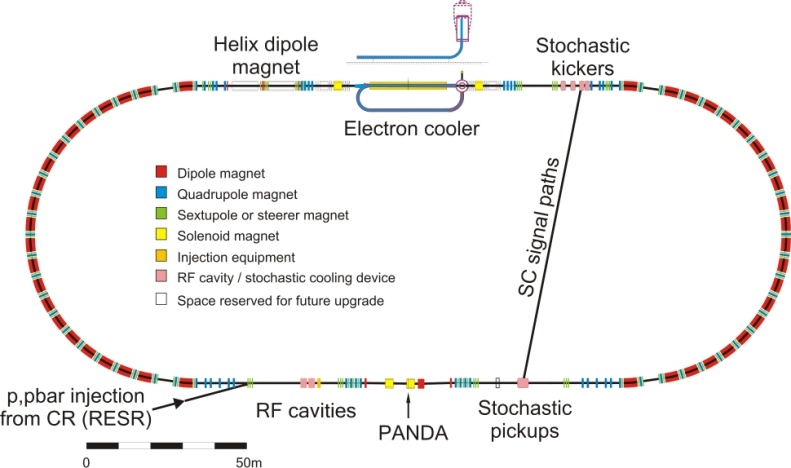 Helix dipole
magnet
Stochastic
kickers
Electron cooler
Dipole magnet
Quadrupole magnet
Sextupole or steerer magnet
Solenoid magnet
Injection equipment
RF cavity / stochastic cooling device
Space reserved for future upgrade
SC signal paths
p,pbar injection
from CR (RESR)
RF cavities
PANDA
Stochastic
pickups
0
50m